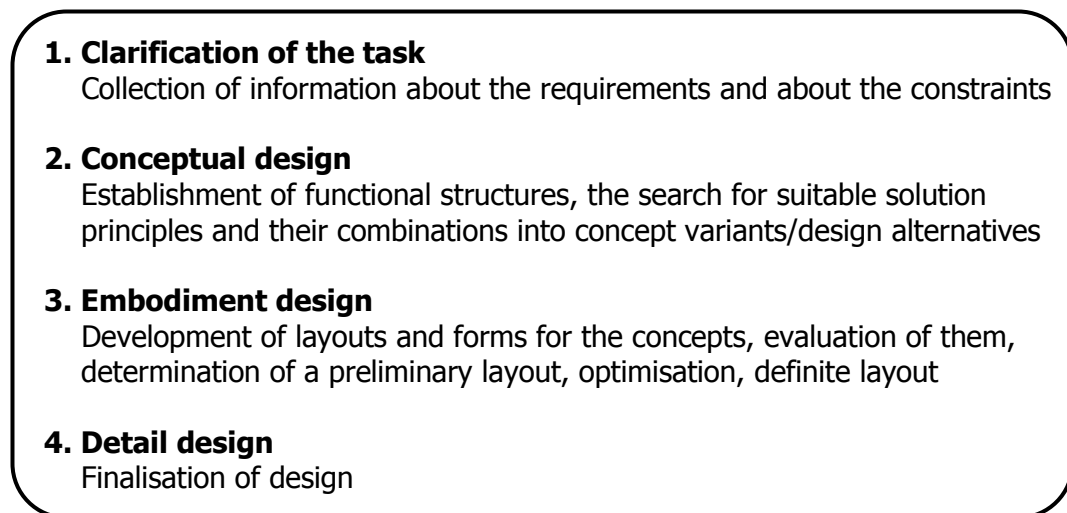 1. Clarification of the task
Collection of information about the requirements and about the constraints
2. Conceptual design
Establishment of functional structures, the search for suitable solution
principles and their combinations into concept variants/design alternatives
3. Embodiment design
Development of layouts and forms for the concepts, evaluation of them,
determination of a preliminary layout, optimisation, definite layout
4. Detail design
Finalisation of design